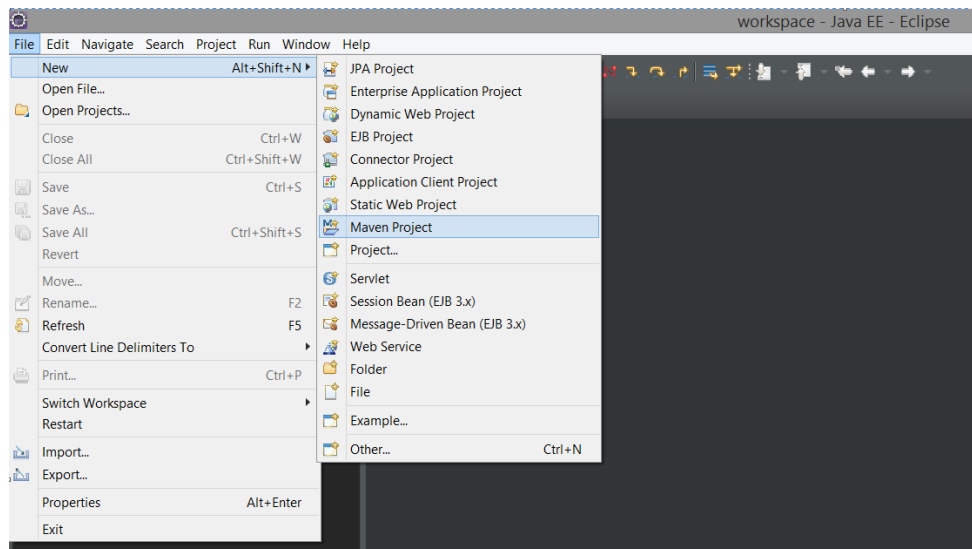 workspace - Java EE - Eclipse
File Edit Navigate Search Project Run Window Help
New Alt+Shift+N
Open File...
Open Projects...
Close Ctrl+W
Close All Ctrl+Shift+W
Save Ctrl+S
Save As...
Save All Ctrl+Shift+S
Revert
Move...
Rename... F2
Refresh F5
Convert Line Delimiters To
Print... Ctrl+P
Switch Workspace
Restart
Import...
Export...
Properties Alt+Enter
Exit
JPA Project
Enterprise Application Project
Dynamic Web Project
EJB Project
Connector Project
Application Client Project
Static Web Project
Maven Project
Project...
Servlet
Session Bean (EJB 3.x)
Message-Driven Bean (EJB 3.x)
Web Service
Folder
File
Example...
Other... Ctrl+N